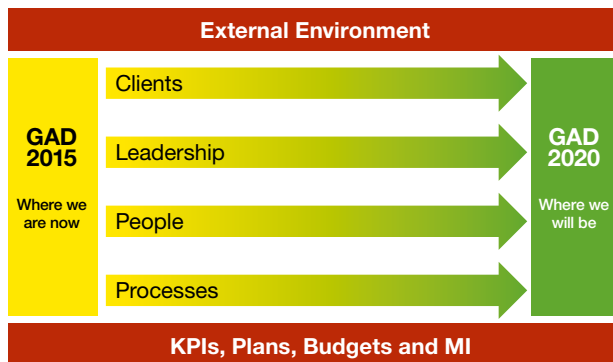 External Environment
GAD
2015
Where we
are now
Clients
Leadership
People
Processes
GAD
2020
Where we
will be
KPIs, Plans, Budgets and MI